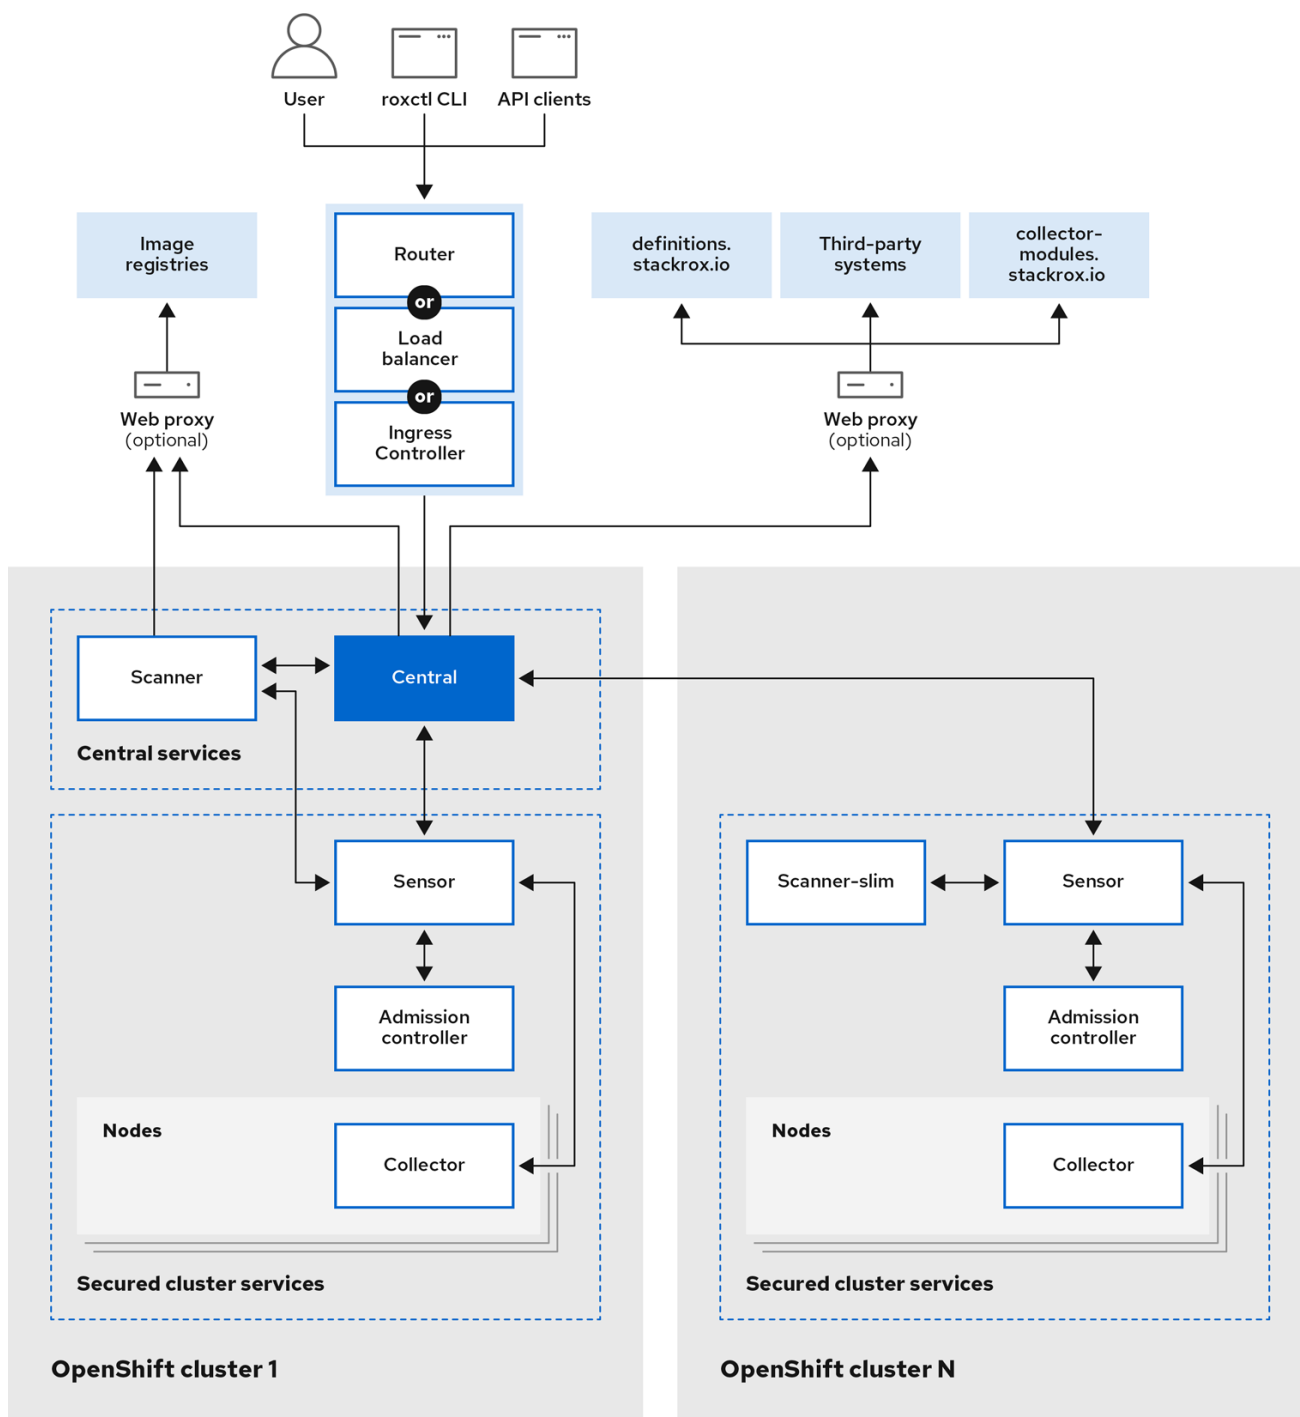 User
roxctl CLI
API clients
Image
registries
Router
or
Load
balancer
or
Ingress
Controller
definitions.
stackrox.io
Third-party
systems
collector-
modules.
stackrox.io
Web proxy
(optional)
Web proxy
(optional)
Scanner
Central
Central services
Sensor
Admission
controller
Nodes
Collector
Secured cluster services
OpenShift cluster 1
Scanner-slim
Sensor
Admission
controller
Nodes
Collector
Secured cluster services
OpenShift cluster N